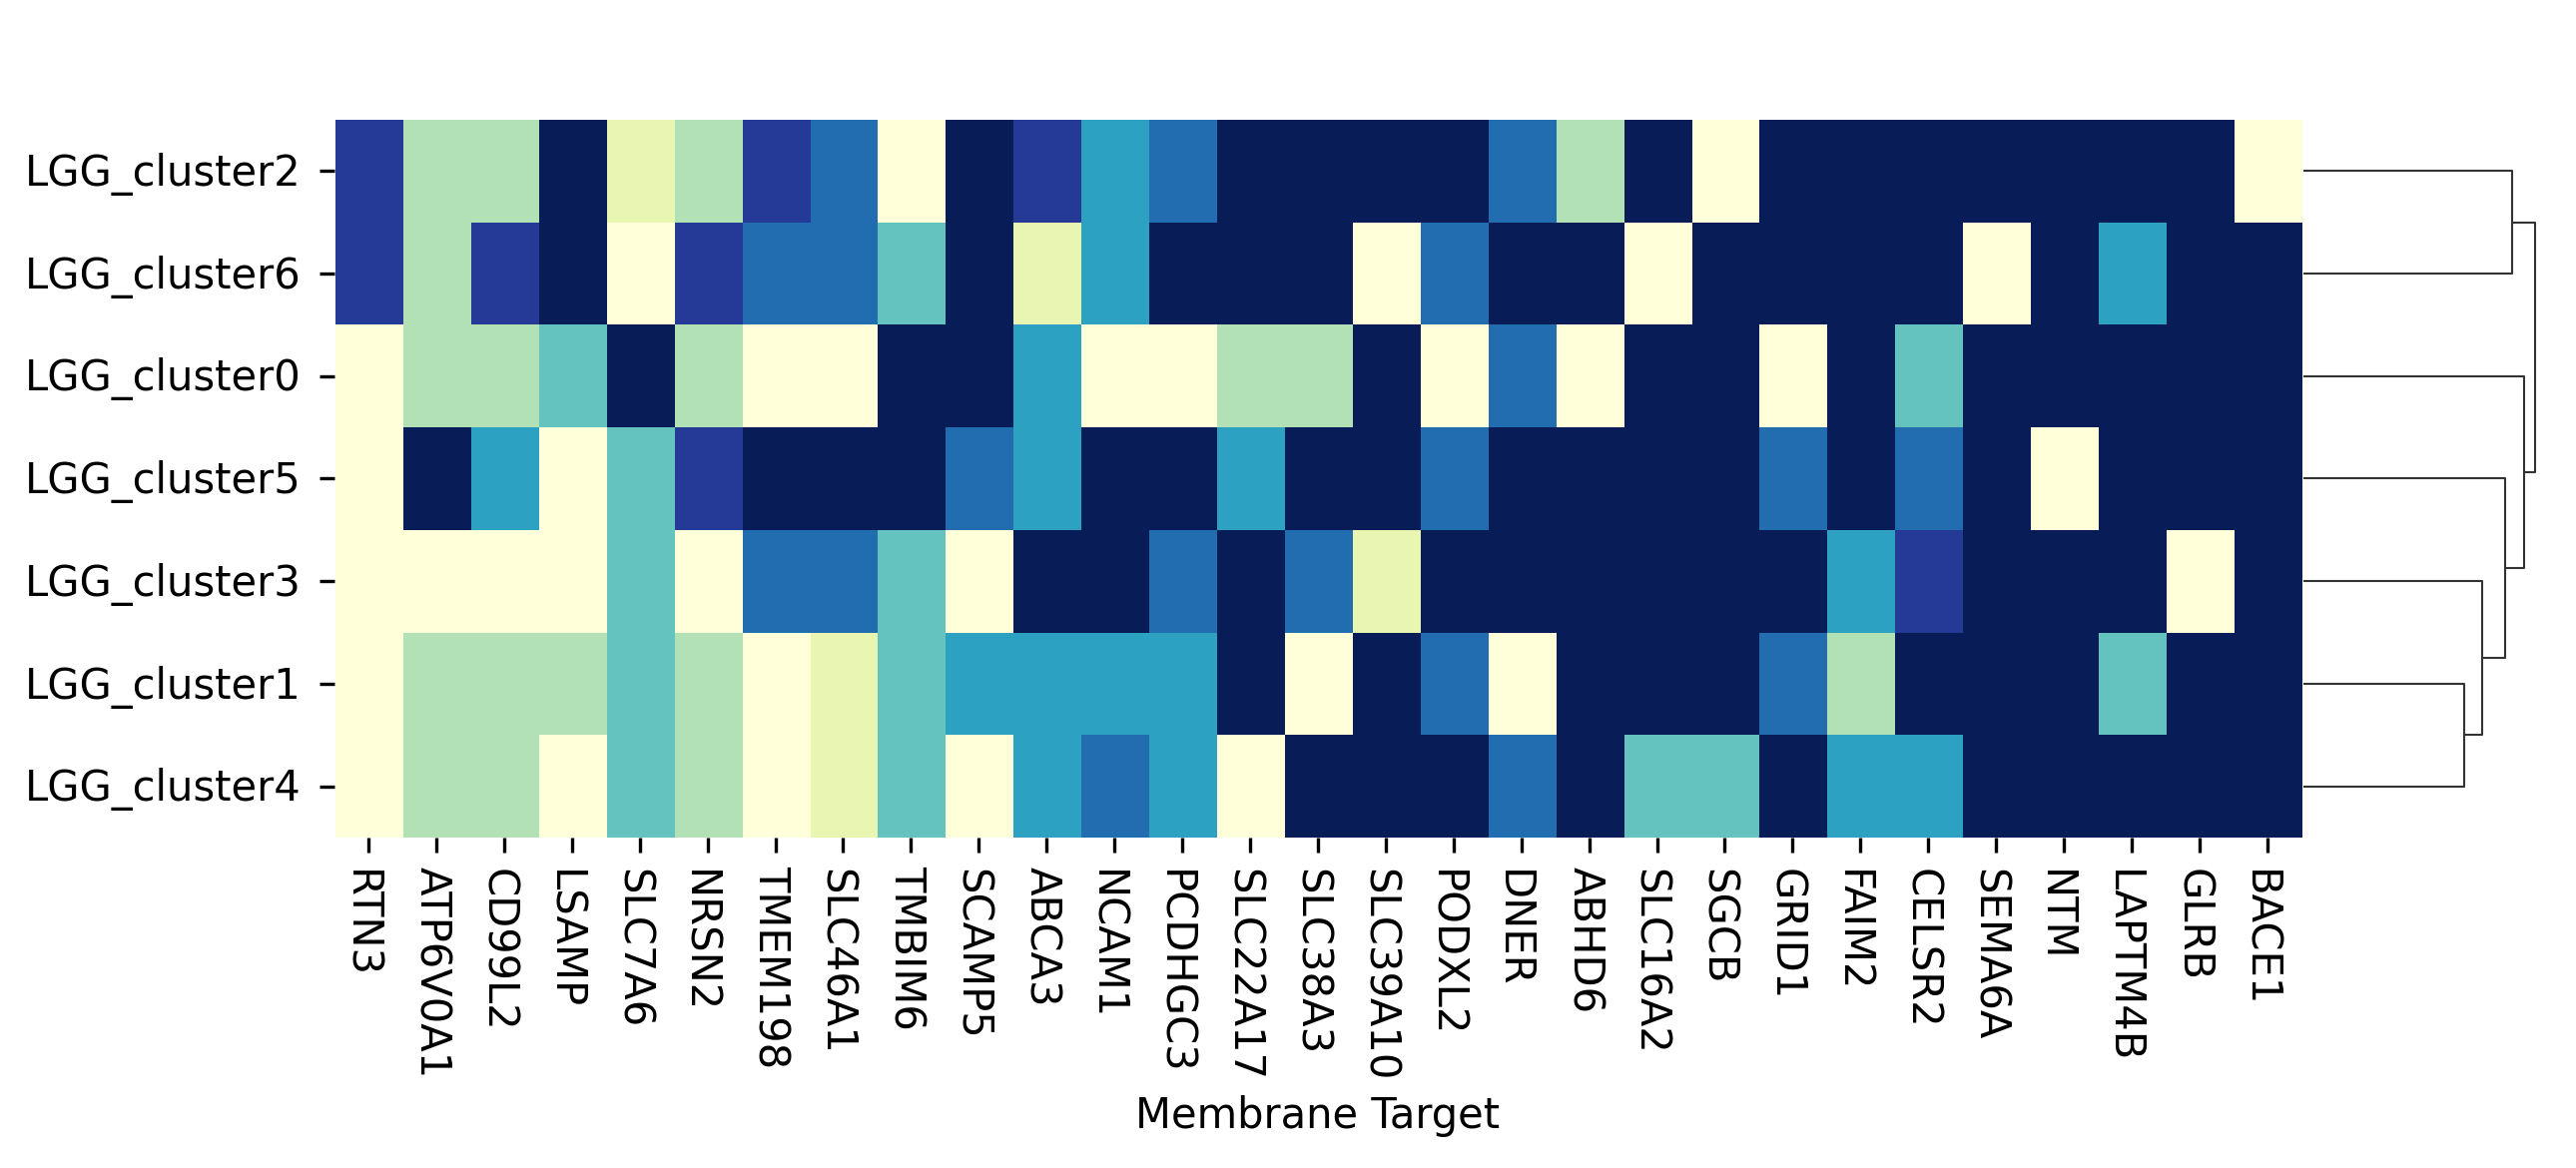 LGG_cluster2
LGG_cluster6
LGG_cluster0
LGG_cluster5
LGG_cluster3
LGG_cluster1
LGG_cluster4
RTN3
ATP6V0A1
CD99L2
LSAMP
SLC7A6
NRSN2
TMEM198
SLC46A1
TMBIM6
SCAMP5
ABCA3
NCAM1
PCDHGC3
SLC22A17
SLC38A3
SLC39A10
PODXL2
DNER
ABHD6
SLC16A2
SGCB
GRID1
FAIM2
CELSR2
SEMA6A
NTM
LAPTM4B
GLRB
BACE1
Membrane Target